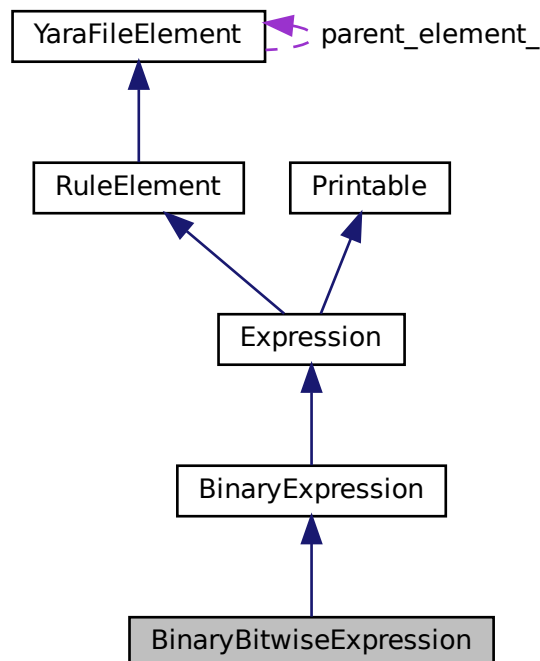 YaraFileElement
parent_element_
RuleElement
Printable
Expression
BinaryExpression
BinaryBitwiseExpression